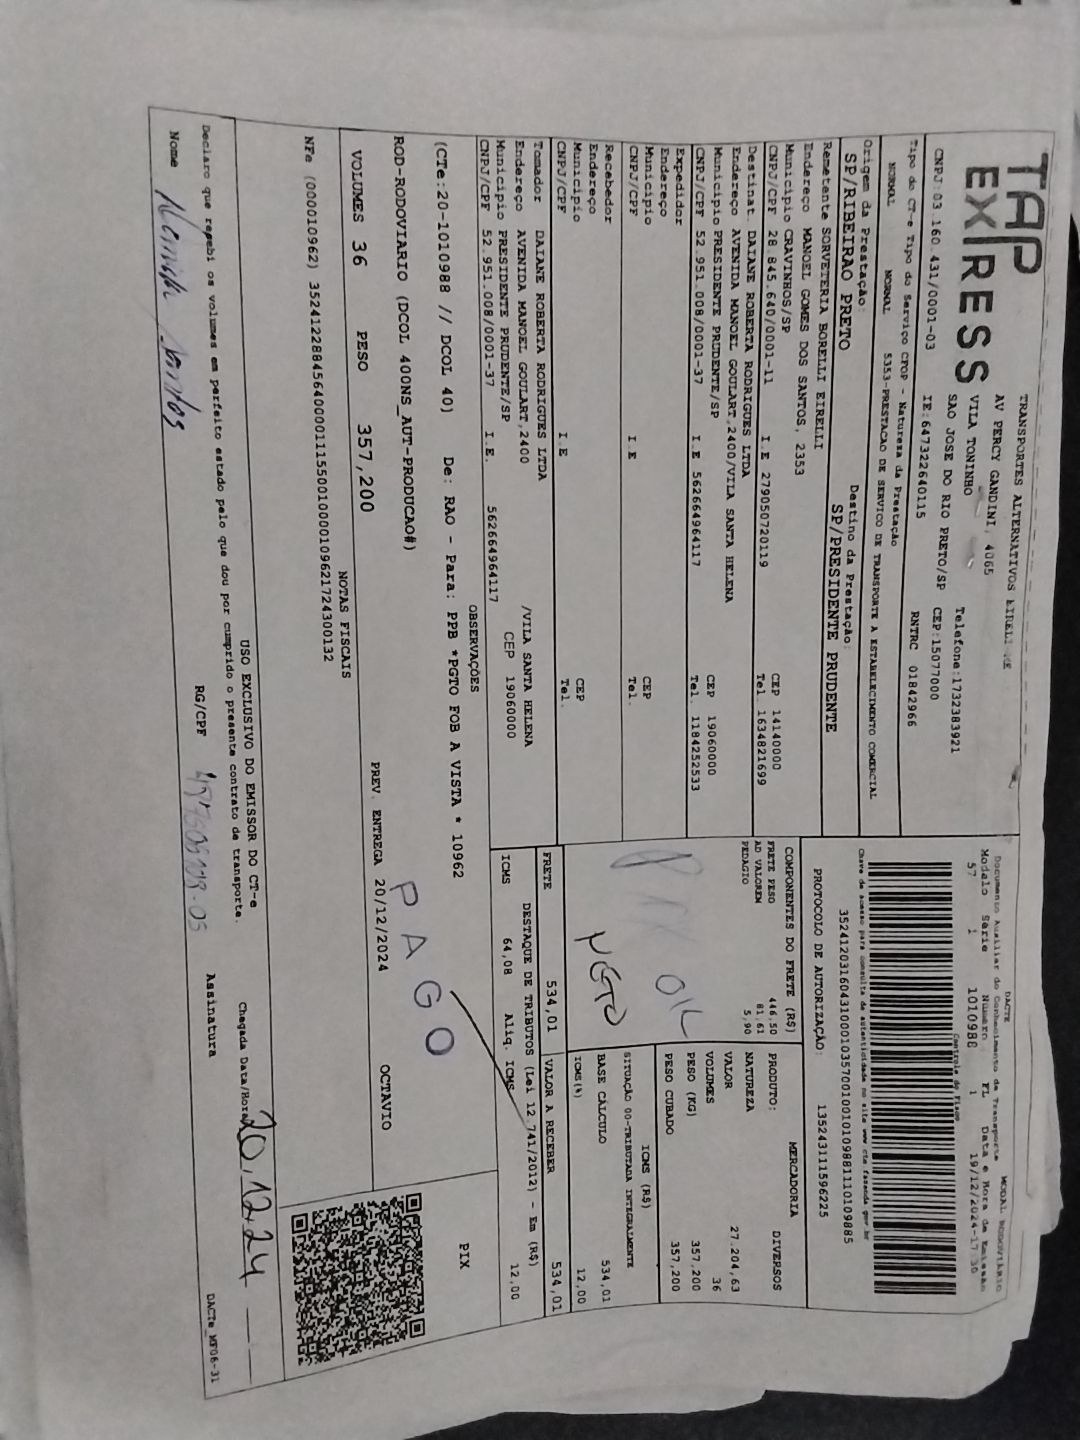 TAP
EXPRESS
TRANSPORTES ALTERNATIVOS EIRELI ME
AV PERCY GANDINI, 4065
VILA TONINHO
SAO JOSE DO RIO PRETO/SP
Telefone:1732383921
CEP:15077000
CNPJ:03.160.431/0001-03
IE:647322640115
RNTRC 01842966
DACTE MODAL RODOVIÁRIO
Documento Auxiliar do Conhecimento de Transporte
Modelo Série Número FL Data e Hora de Emissão
57 1 1010988 1 19/12/2024-17:30
Controle do Fisco
Tipo do CT-e Tipo do Serviço CFOP - Natureza da Prestação
NORMAL NORMAL 5353-PRESTACAO DE SERVICO DE TRANSPORTE A ESTABELECIMENTO COMERCIAL
Chave de acesso para consulta de autenticidade no site www.cte.fazenda.gov.br
35241203160431000103570010010109881110109885
PROTOCOLO DE AUTORIZAÇÃO: 135243111596225
Origem da Prestação:
SP/RIBEIRAO PRETO
Destino da Prestação:
SP/PRESIDENTE PRUDENTE
Remetente SORVETERIA BORELLI EIRELLI
Endereço MANOEL GOMES DOS SANTOS, 2353
Município CRAVINHOS/SP CEP 14140000
CNPJ/CPF 28.845.640/0001-11 I.E 279050720119 Tel. 1634821699
Destinat. DAIANE ROBERTA RODRIGUES LTDA
Endereço AVENIDA MANOEL GOULART,2400/VILA SANTA HELENA
Município PRESIDENTE PRUDENTE/SP CEP 19060000
CNPJ/CPF 52.951.008/0001-37 I.E 562664964117 Tel. 1184252533
Expedidor
Endereço
Município CEP
CNPJ/CPF I.E Tel.
Recebedor
Endereço
Município CEP
CNPJ/CPF I.E Tel.
Tomador DAIANE ROBERTA RODRIGUES LTDA
Endereço AVENIDA MANOEL GOULART,2400 /VILA SANTA HELENA
Município PRESIDENTE PRUDENTE/SP CEP 19060000
CNPJ/CPF 52.951.008/0001-37 I.E. 562664964117
COMPONENTES DO FRETE (R$)
FRETE PESO 446,50
AD VALOREM 81,61
PEDAGIO 5,90
OK
NGTO
MERCADORIA
PRODUTO: DIVERSOS
NATUREZA
VALOR 27.204,63
VOLUMES 36
PESO (KG) 357,200
PESO CUBADO 357,200
ICMS (R$)
SITUAÇÃO 00-TRIBUTADA INTEGRALMENTE
BASE CÁLCULO 534,01
ICMS(%) 12,00
FRETE 534,01 VALOR A RECEBER 534,01
DESTAQUE DE TRIBUTOS (Lei 12.741/2012) - Em (R$)
ICMS 64,08 Aliq. ICMS 12,00
OBSERVAÇÕES
(CTe:20-1010988 // DCOL 40) De: RAO - Para: PPB *PGTO FOB A VISTA * 10962
ROD-RODOVIARIO (DCOL 400NS_AUT-PRODUCAO#)
PAGO
PIX
PREV. ENTREGA 20/12/2024 OCTAVIO
VOLUMES 36 PESO 357,200
NOTAS FISCAIS
NFe (000010962) 35241228845640000111550010000109621724300132
USO EXCLUSIVO DO EMISSOR DO CT-e
Declaro que recebi os volumes em perfeito estado pelo que dou por cumprido o presente contrato de transporte.
Chegada Data/Hora 20.12.24
Nome Santos RG/CPF Assinatura
DACTe_MF06-31